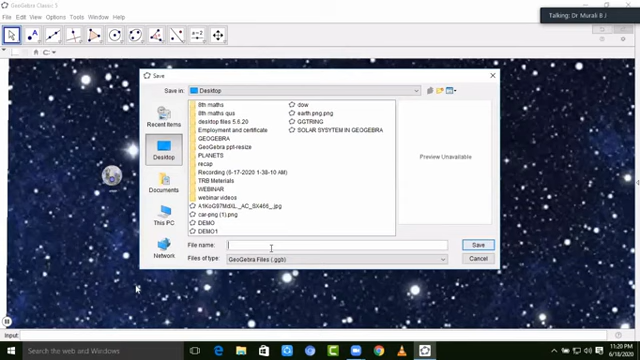 GeoGebra Classic 5
File Edit View Options Tools Window Help
Talking: Dr Murali B J
Save
Save in: Desktop
Recent Items
Desktop
Documents
This PC
Network
8th maths
8th maths qus
desktop files 5.6.20
Employment and certificate
GEOGEBRA
GeoGebra ppt-resize
PLANETS
recap
Recording (6-17-2020 1-38-10 AM)
TRB Materials
WEBINAR
webinar videos
A1KoG97MdXL._AC_SX466_.jpg
car-png (1).png
DEMO
DEMO1
dow
earth.png.png
GGTRING
SOLAR SYSYTEM IN GEOGEBRA
Preview Unavailable
File name:
Save
Files of type: GeoGebra Files (.ggb)
Cancel
Input:
Search the web and Windows
11:20 PM
6/18/2020